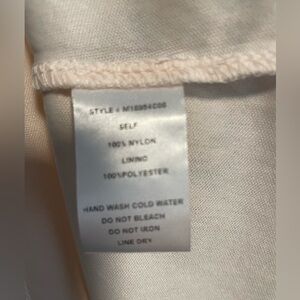 STYLE # M18954C06
SELF
100% NYLON
LINING
100%POLYESTER
HAND WASH COLD WATER
DO NOT BLEACH
DO NOT IRON
LINE DRY